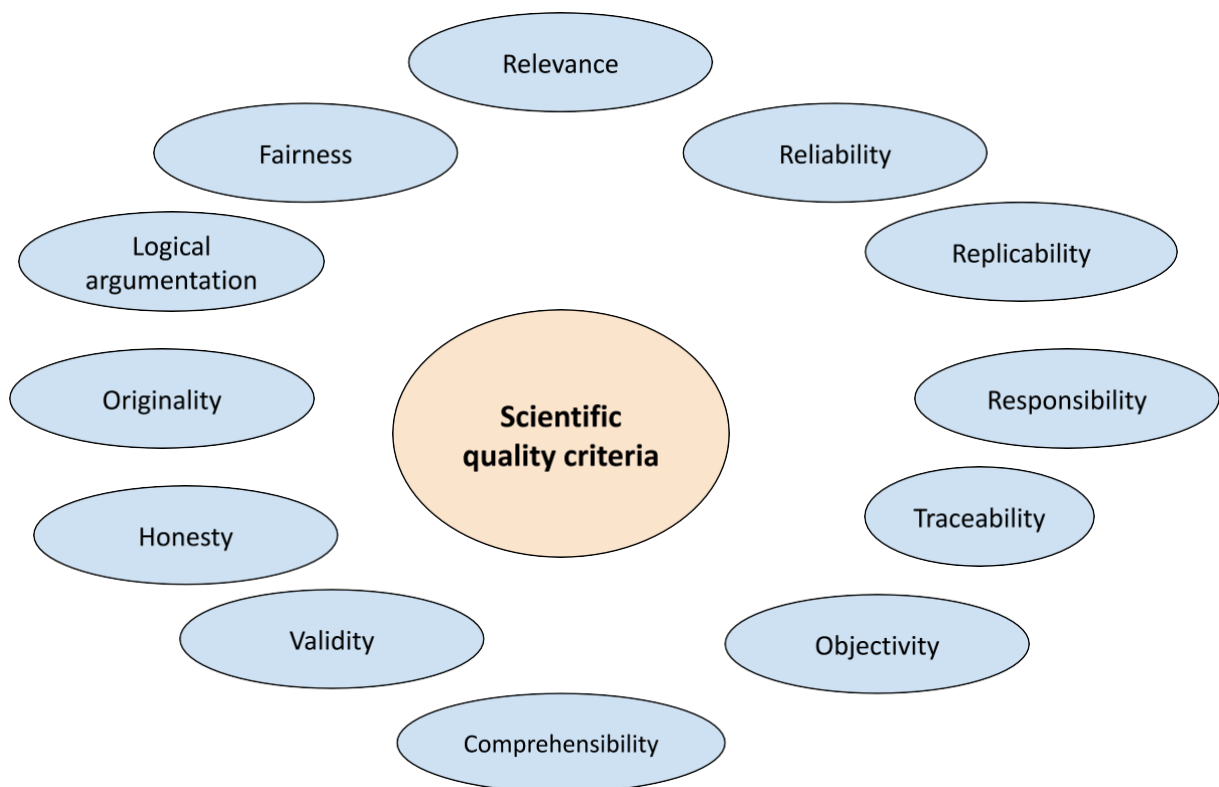 Relevance
Fairness
Reliability
Logical
argumentation
Replicability
Originality
Responsibility
Scientific
quality criteria
Honesty
Traceability
Validity
Objectivity
Comprehensibility